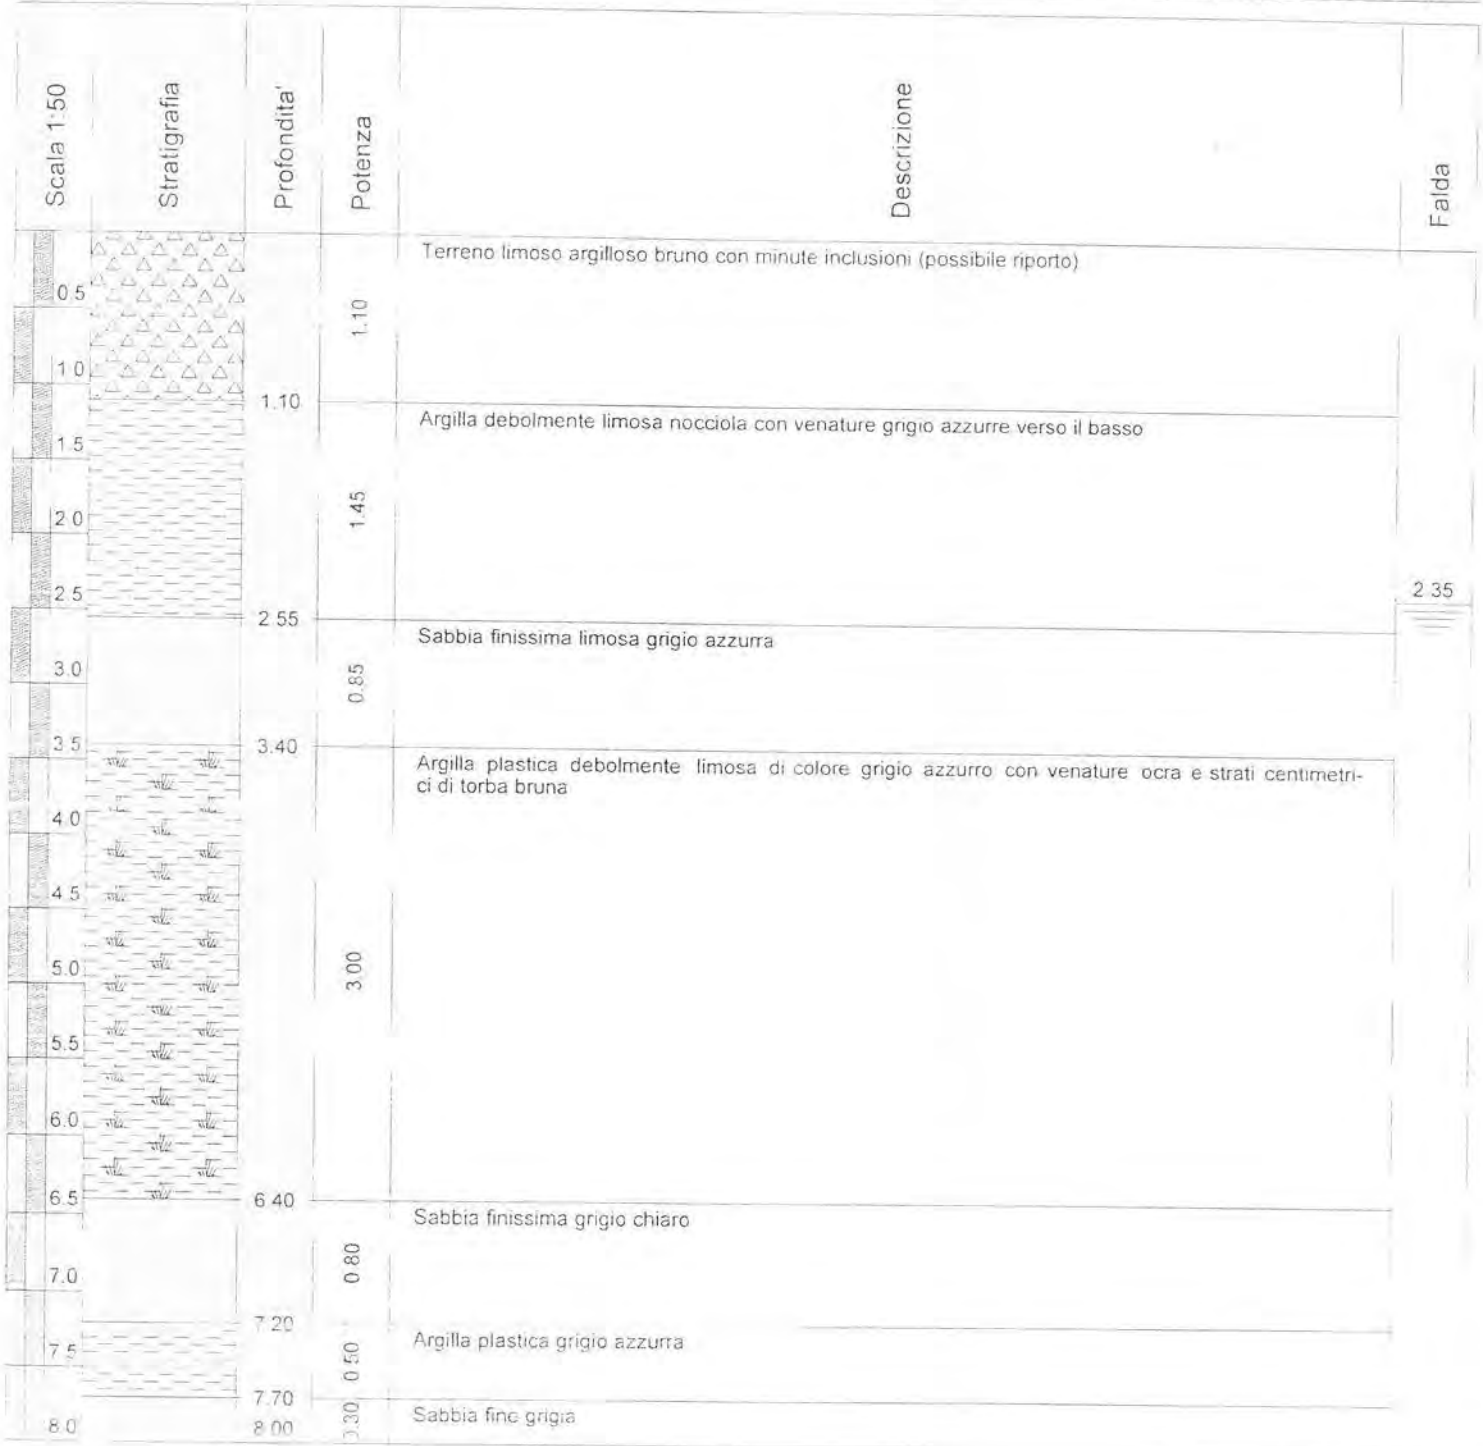 Scala 1:50
Stratigrafia
Profondita'
Potenza
Descrizione
Falda
Terreno limoso argilloso bruno con minute inclusioni (possibile riporto)
0.5
1.10
1.0
1.10
Argilla debolmente limosa nocciola con venature grigio azzurre verso il basso
1.5
1.45
2.0
2.5
2.35
2.55
Sabbia finissima limosa grigio azzurra
3.0
0.85
3.5
3.40
Argilla plastica debolmente limosa di colore grigio azzurro con venature ocra e strati centimetri-
ci di torba bruna
4.0
4.5
5.0
3.00
5.5
6.0
6.5
6.40
Sabbia finissima grigio chiaro
7.0
0.80
7.20
Argilla plastica grigio azzurra
7.5
0.50
7.70
0.30
Sabbia fine grigia
8.0
8.00